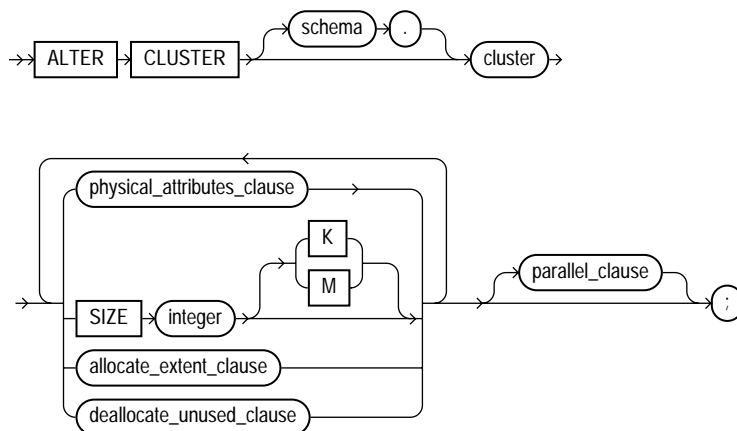 schema .
ALTER CLUSTER cluster
physical_attributes_clause
K
M
parallel_clause
SIZE integer ;
allocate_extent_clause
deallocate_unused_clause